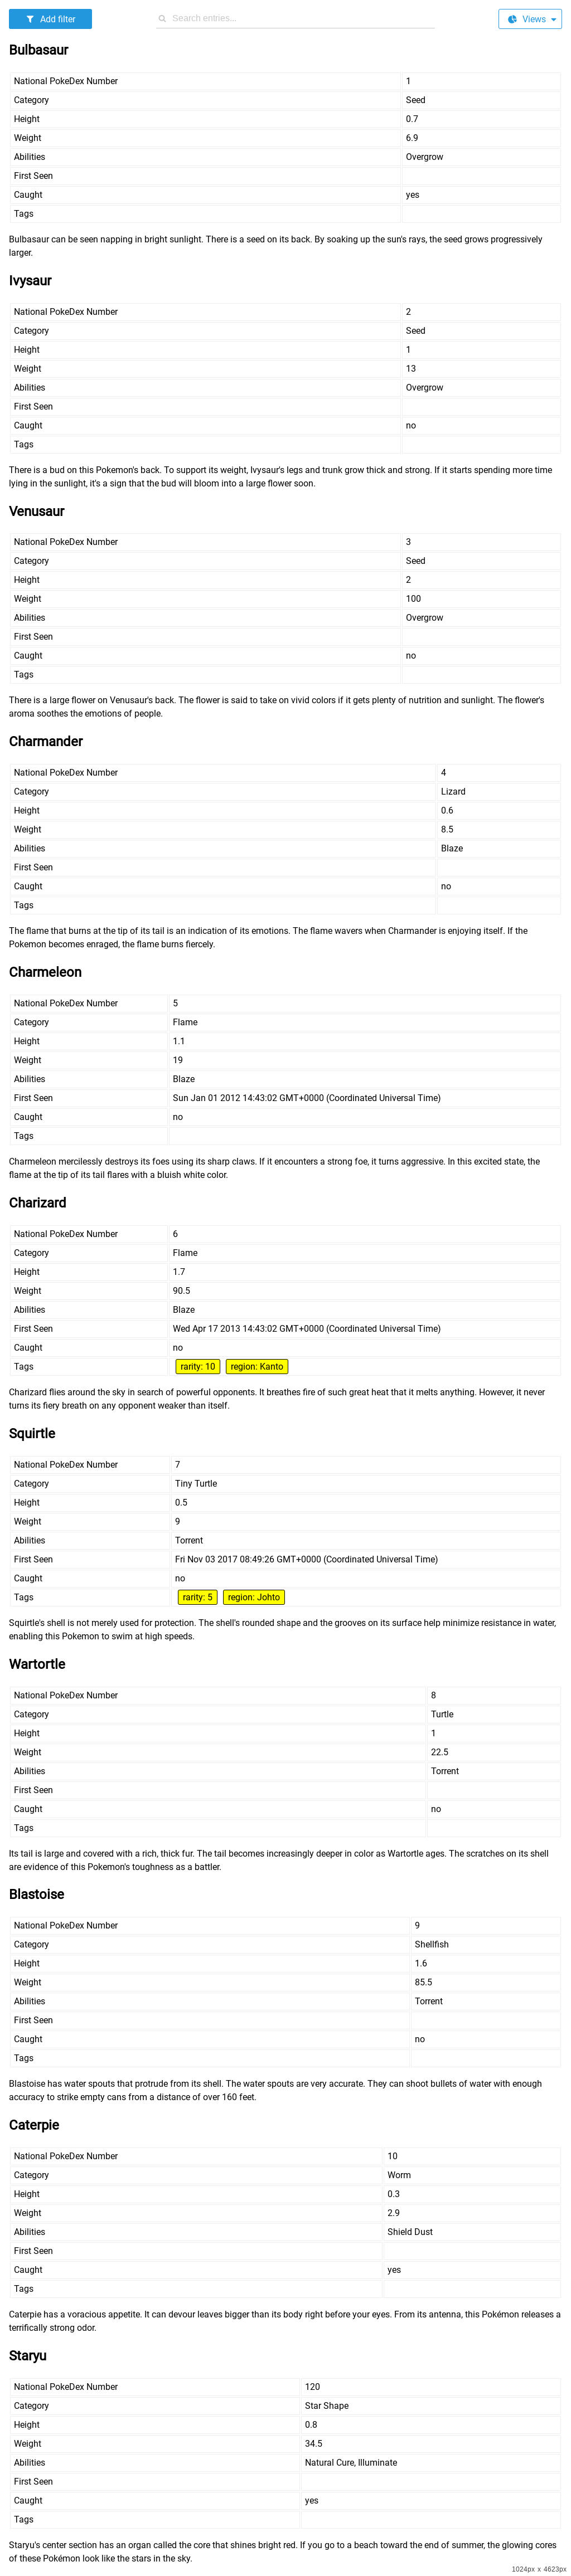 Add filter Search entries... Views
Bulbasaur
National PokeDex Number 1
Category Seed
Height 0.7
Weight 6.9
Abilities Overgrow
First Seen
Caught yes
Tags
Bulbasaur can be seen napping in bright sunlight. There is a seed on its back. By soaking up the sun's rays, the seed grows progressively
larger.
Ivysaur
National PokeDex Number 2
Category Seed
Height 1
Weight 13
Abilities Overgrow
First Seen
Caught no
Tags
There is a bud on this Pokemon's back. To support its weight, Ivysaur's legs and trunk grow thick and strong. If it starts spending more time
lying in the sunlight, it's a sign that the bud will bloom into a large flower soon.
Venusaur
National PokeDex Number 3
Category Seed
Height 2
Weight 100
Abilities Overgrow
First Seen
Caught no
Tags
There is a large flower on Venusaur's back. The flower is said to take on vivid colors if it gets plenty of nutrition and sunlight. The flower's
aroma soothes the emotions of people.
Charmander
National PokeDex Number 4
Category Lizard
Height 0.6
Weight 8.5
Abilities Blaze
First Seen
Caught no
Tags
The flame that burns at the tip of its tail is an indication of its emotions. The flame wavers when Charmander is enjoying itself. If the
Pokemon becomes enraged, the flame burns fiercely.
Charmeleon
National PokeDex Number 5
Category Flame
Height 1.1
Weight 19
Abilities Blaze
First Seen Sun Jan 01 2012 14:43:02 GMT+0000 (Coordinated Universal Time)
Caught no
Tags
Charmeleon mercilessly destroys its foes using its sharp claws. If it encounters a strong foe, it turns aggressive. In this excited state, the
flame at the tip of its tail flares with a bluish white color.
Charizard
National PokeDex Number 6
Category Flame
Height 1.7
Weight 90.5
Abilities Blaze
First Seen Wed Apr 17 2013 14:43:02 GMT+0000 (Coordinated Universal Time)
Caught no
Tags rarity: 10 region: Kanto
Charizard flies around the sky in search of powerful opponents. It breathes fire of such great heat that it melts anything. However, it never
turns its fiery breath on any opponent weaker than itself.
Squirtle
National PokeDex Number 7
Category Tiny Turtle
Height 0.5
Weight 9
Abilities Torrent
First Seen Fri Nov 03 2017 08:49:26 GMT+0000 (Coordinated Universal Time)
Caught no
Tags rarity: 5 region: Johto
Squirtle's shell is not merely used for protection. The shell's rounded shape and the grooves on its surface help minimize resistance in water,
enabling this Pokemon to swim at high speeds.
Wartortle
National PokeDex Number 8
Category Turtle
Height 1
Weight 22.5
Abilities Torrent
First Seen
Caught no
Tags
Its tail is large and covered with a rich, thick fur. The tail becomes increasingly deeper in color as Wartortle ages. The scratches on its shell
are evidence of this Pokemon's toughness as a battler.
Blastoise
National PokeDex Number 9
Category Shellfish
Height 1.6
Weight 85.5
Abilities Torrent
First Seen
Caught no
Tags
Blastoise has water spouts that protrude from its shell. The water spouts are very accurate. They can shoot bullets of water with enough
accuracy to strike empty cans from a distance of over 160 feet.
Caterpie
National PokeDex Number 10
Category Worm
Height 0.3
Weight 2.9
Abilities Shield Dust
First Seen
Caught yes
Tags
Caterpie has a voracious appetite. It can devour leaves bigger than its body right before your eyes. From its antenna, this Pokémon releases a
terrifically strong odor.
Staryu
National PokeDex Number 120
Category Star Shape
Height 0.8
Weight 34.5
Abilities Natural Cure, Illuminate
First Seen
Caught yes
Tags
Staryu's center section has an organ called the core that shines bright red. If you go to a beach toward the end of summer, the glowing cores
of these Pokémon look like the stars in the sky.
1024px x 4623px